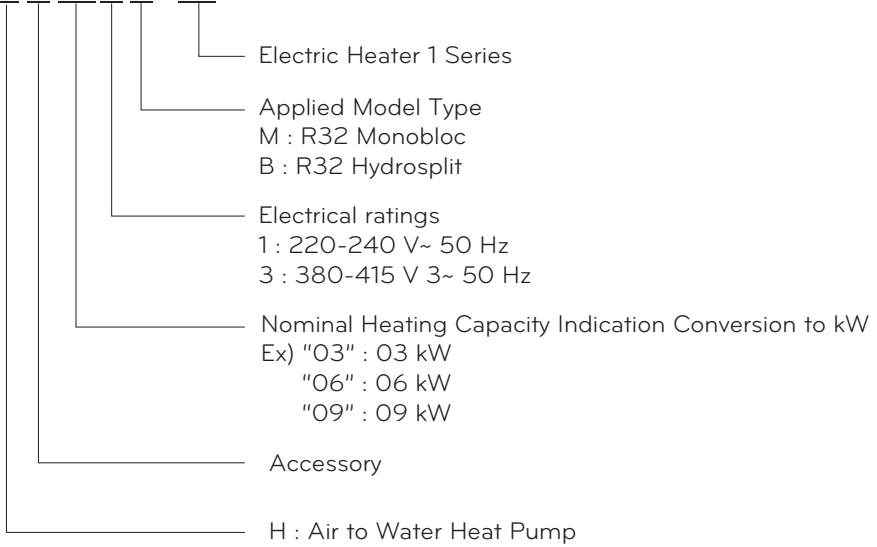 Electric Heater 1 Series
Applied Model Type
M : R32 Monobloc
B : R32 Hydrosplit
Electrical ratings
1 : 220-240 V~ 50 Hz
3 : 380-415 V 3~ 50 Hz
Nominal Heating Capacity Indication Conversion to kW
Ex) "03" : 03 kW
"06" : 06 kW
"09" : 09 kW
Accessory
H : Air to Water Heat Pump